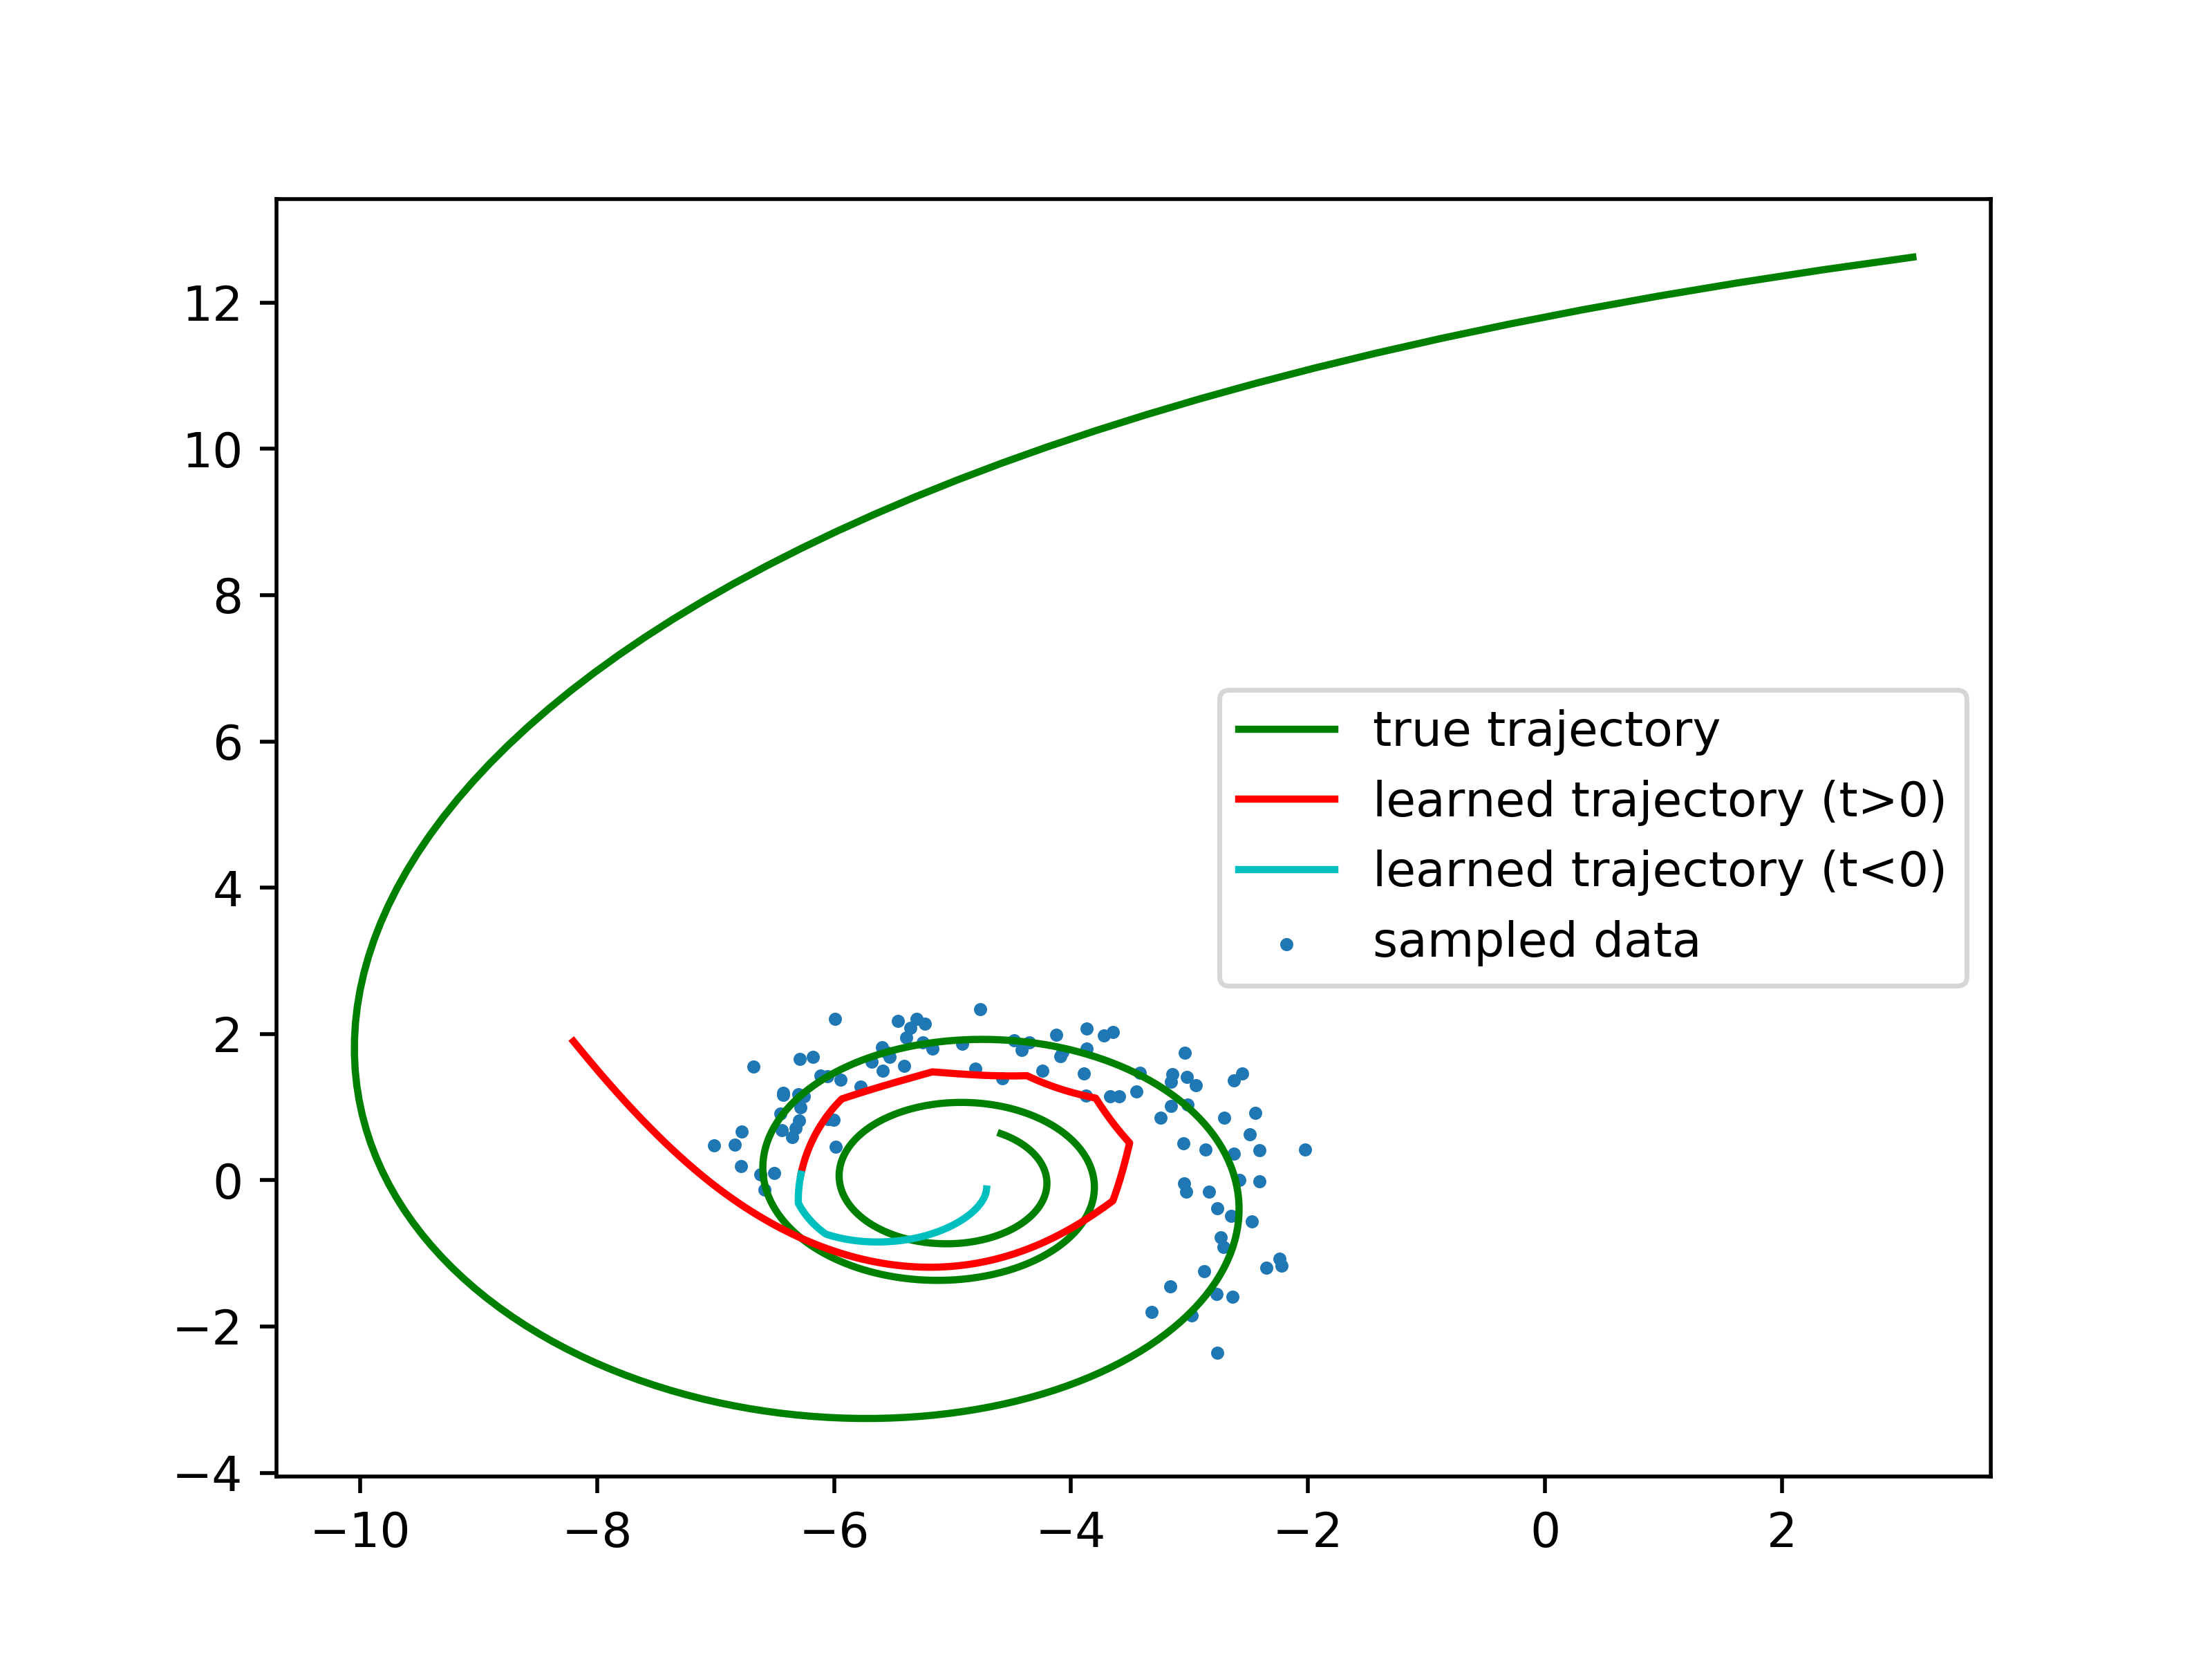 12
10
8
6
4
2
0
−2
−4
true trajectory
learned trajectory (t>0)
learned trajectory (t<0)
sampled data
−10 −8 −6 −4 −2 0 2